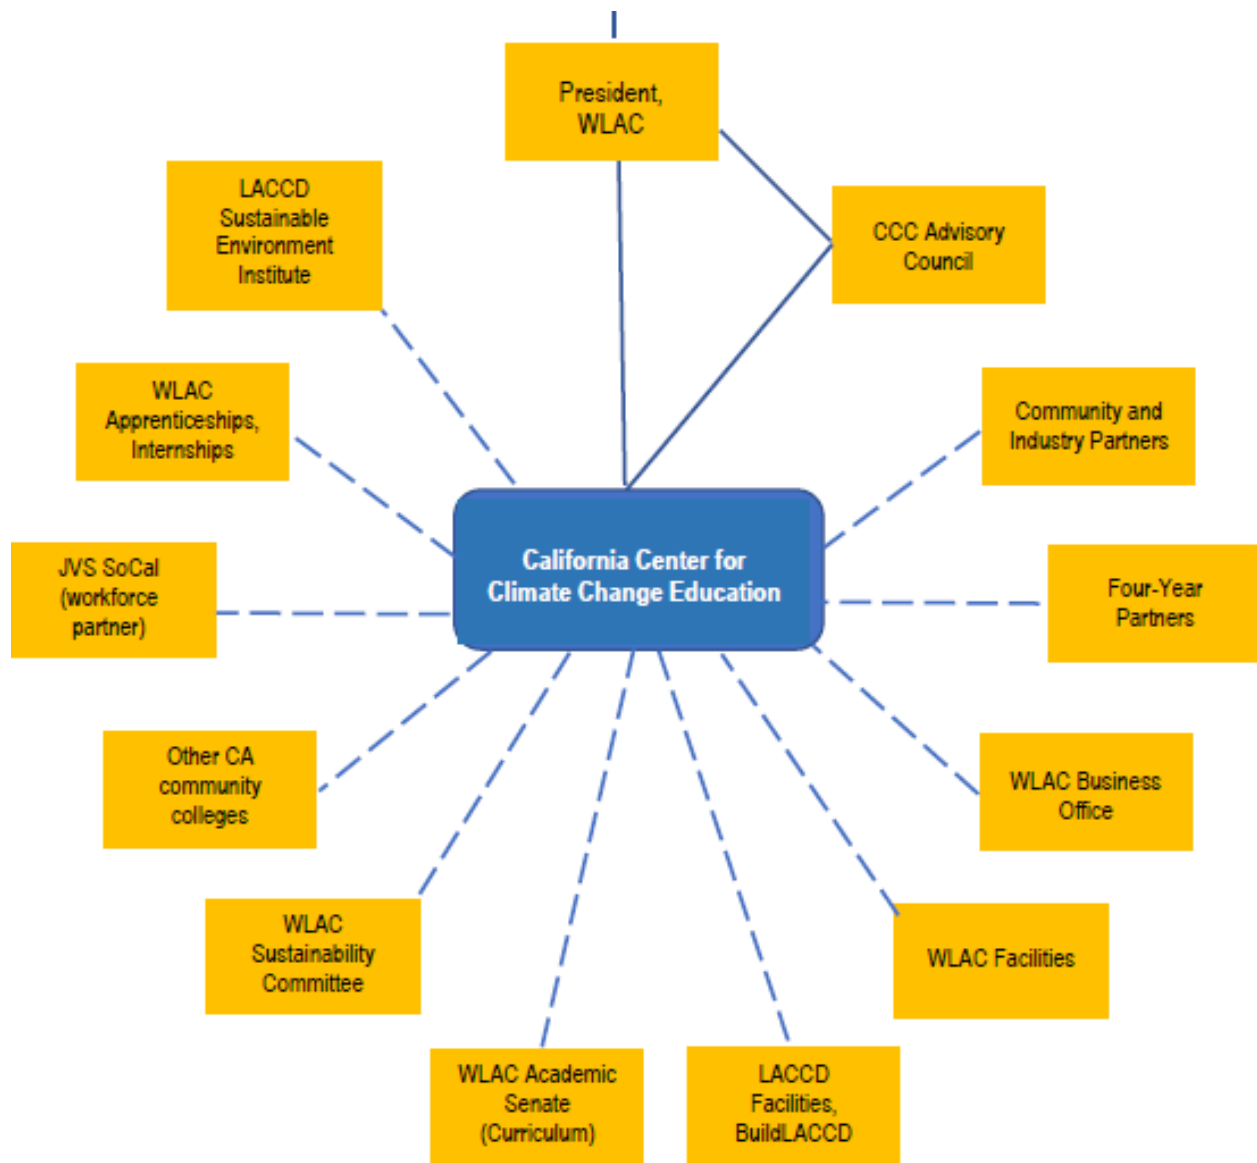 President,
WLAC
LACCD
Sustainable
Environment
Institute
CCC Advisory
Council
WLAC
Apprenticeships,
Internships
Community and
Industry Partners
JVS SoCal
(workforce
partner)
California Center for
Climate Change Education
Four-Year
Partners
Other CA
community
colleges
WLAC Business
Office
WLAC
Sustainability
Committee
WLAC Facilities
WLAC Academic
Senate
(Curriculum)
LACCD
Facilities,
BuildLACCD